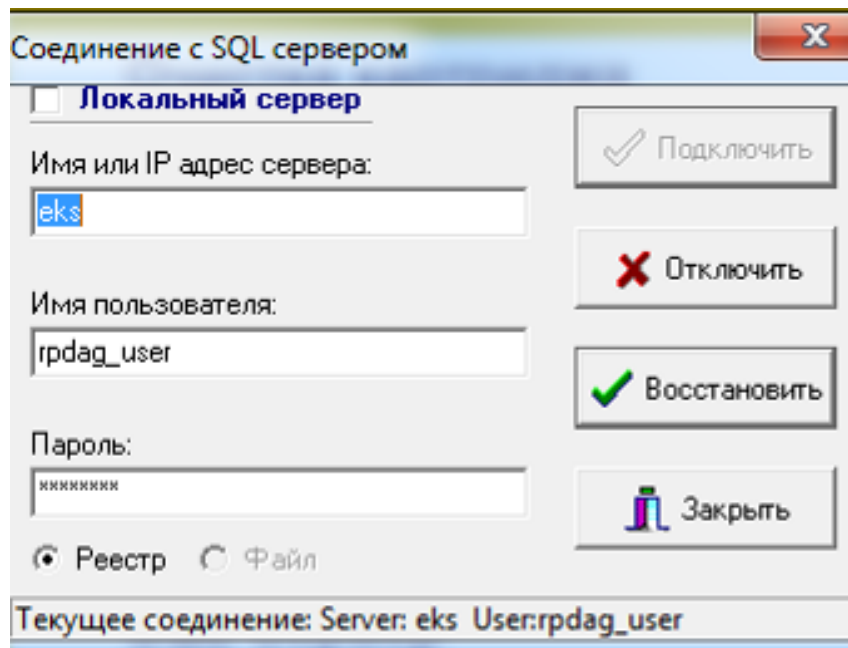 Соединение с SQL сервером
Локальный сервер
Подключить
Имя или IP адрес сервера:
eks
Отключить
Имя пользователя:
rpdag_user
Восстановить
Пароль:
********
Закрыть
Реестр Файл
Текущее соединение: Server: eks User:rpdag_user